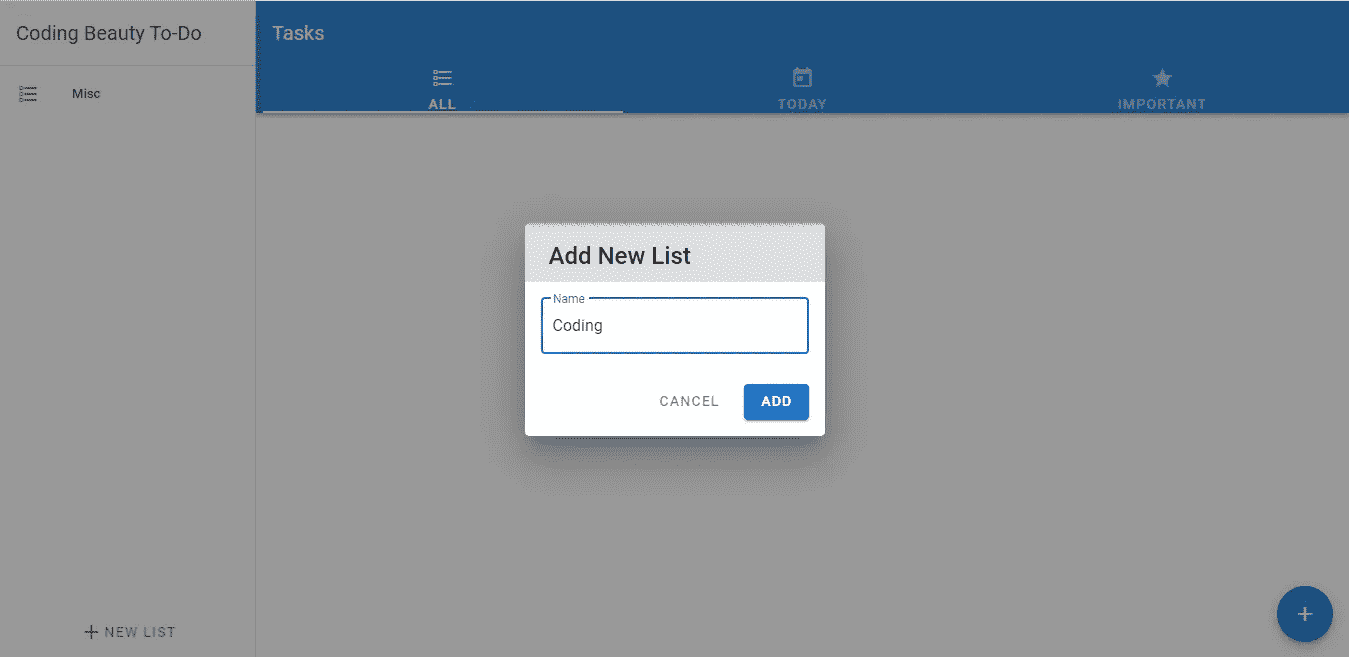 Coding Beauty To-Do
Tasks
Misc
ALL
TODAY
IMPORTANT
Add New List
Name
Coding
CANCEL
ADD
NEW LIST